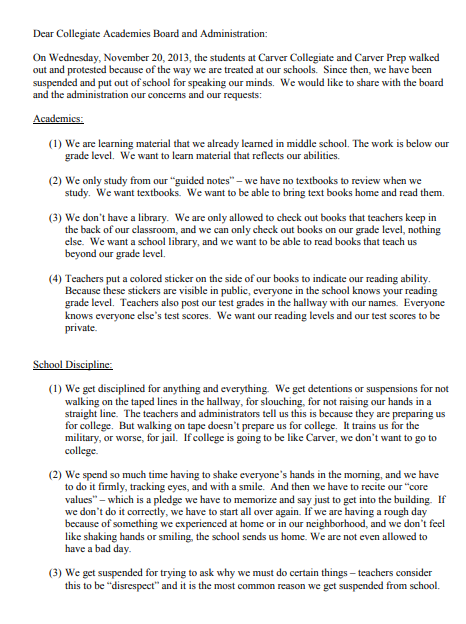 Dear Collegiate Academies Board and Administration:
On Wednesday, November 20, 2013, the students at Carver Collegiate and Carver Prep walked
out and protested because of the way we are treated at our schools.  Since then, we have been
suspended and put out of school for speaking our minds.  We would like to share with the board
and the administration our concerns and our requests:
Academics:
(1) We are learning material that we already learned in middle school. The work is below our
grade level.  We want to learn material that reflects our abilities.
(2) We only study from our “guided notes” – we have no textbooks to review when we
study.  We want textbooks.  We want to be able to bring text books home and read them.
(3) We don’t have a library.  We are only allowed to check out books that teachers keep in
the back of our classroom, and we can only check out books on our grade level, nothing
else.  We want a school library, and we want to be able to read books that teach us
beyond our grade level.
(4) Teachers put a colored sticker on the side of our books to indicate our reading ability.
Because these stickers are visible in public, everyone in the school knows your reading
grade level.  Teachers also post our test grades in the hallway with our names.  Everyone
knows everyone else’s test scores.  We want our reading levels and our test scores to be
private.
School Discipline:
(1) We get disciplined for anything and everything.  We get detentions or suspensions for not
walking on the taped lines in the hallway, for slouching, for not raising our hands in a
straight line.  The teachers and administrators tell us this is because they are preparing us
for college.  But walking on tape doesn’t prepare us for college.  It trains us for the
military, or worse, for jail.  If college is going to be like Carver, we don’t want to go to
college.
(2) We spend so much time having to shake everyone’s hands in the morning, and we have
to do it firmly, tracking eyes, and with a smile.  And then we have to recite our “core
values” – which is a pledge we have to memorize and say just to get into the building.  If
we don’t do it correctly, we have to start all over again. If we are having a rough day
because of something we experienced at home or in our neighborhood, and we don’t feel
like shaking hands or smiling, the school sends us home. We are not even allowed to
have a bad day.
(3) We get suspended for trying to ask why we must do certain things – teachers consider
this to be “disrespect” and it is the most common reason we get suspended from school.